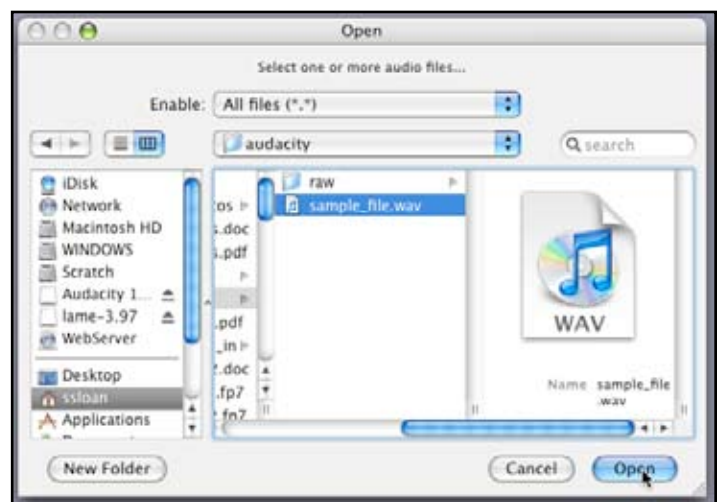 Open
Select one or more audio files...
Enable: All files (*.*)
audacity
search
iDisk
Network
Macintosh HD
WINDOWS
Scratch
Audacity 1...
lame-3.97
WebServer
Desktop
ssloan
Applications
os
s.doc
s.pdf
.pdf
_in
.doc
.fp7
raw
sample_file.wav
WAV
Name sample_file
.wav
New Folder
Cancel
Open